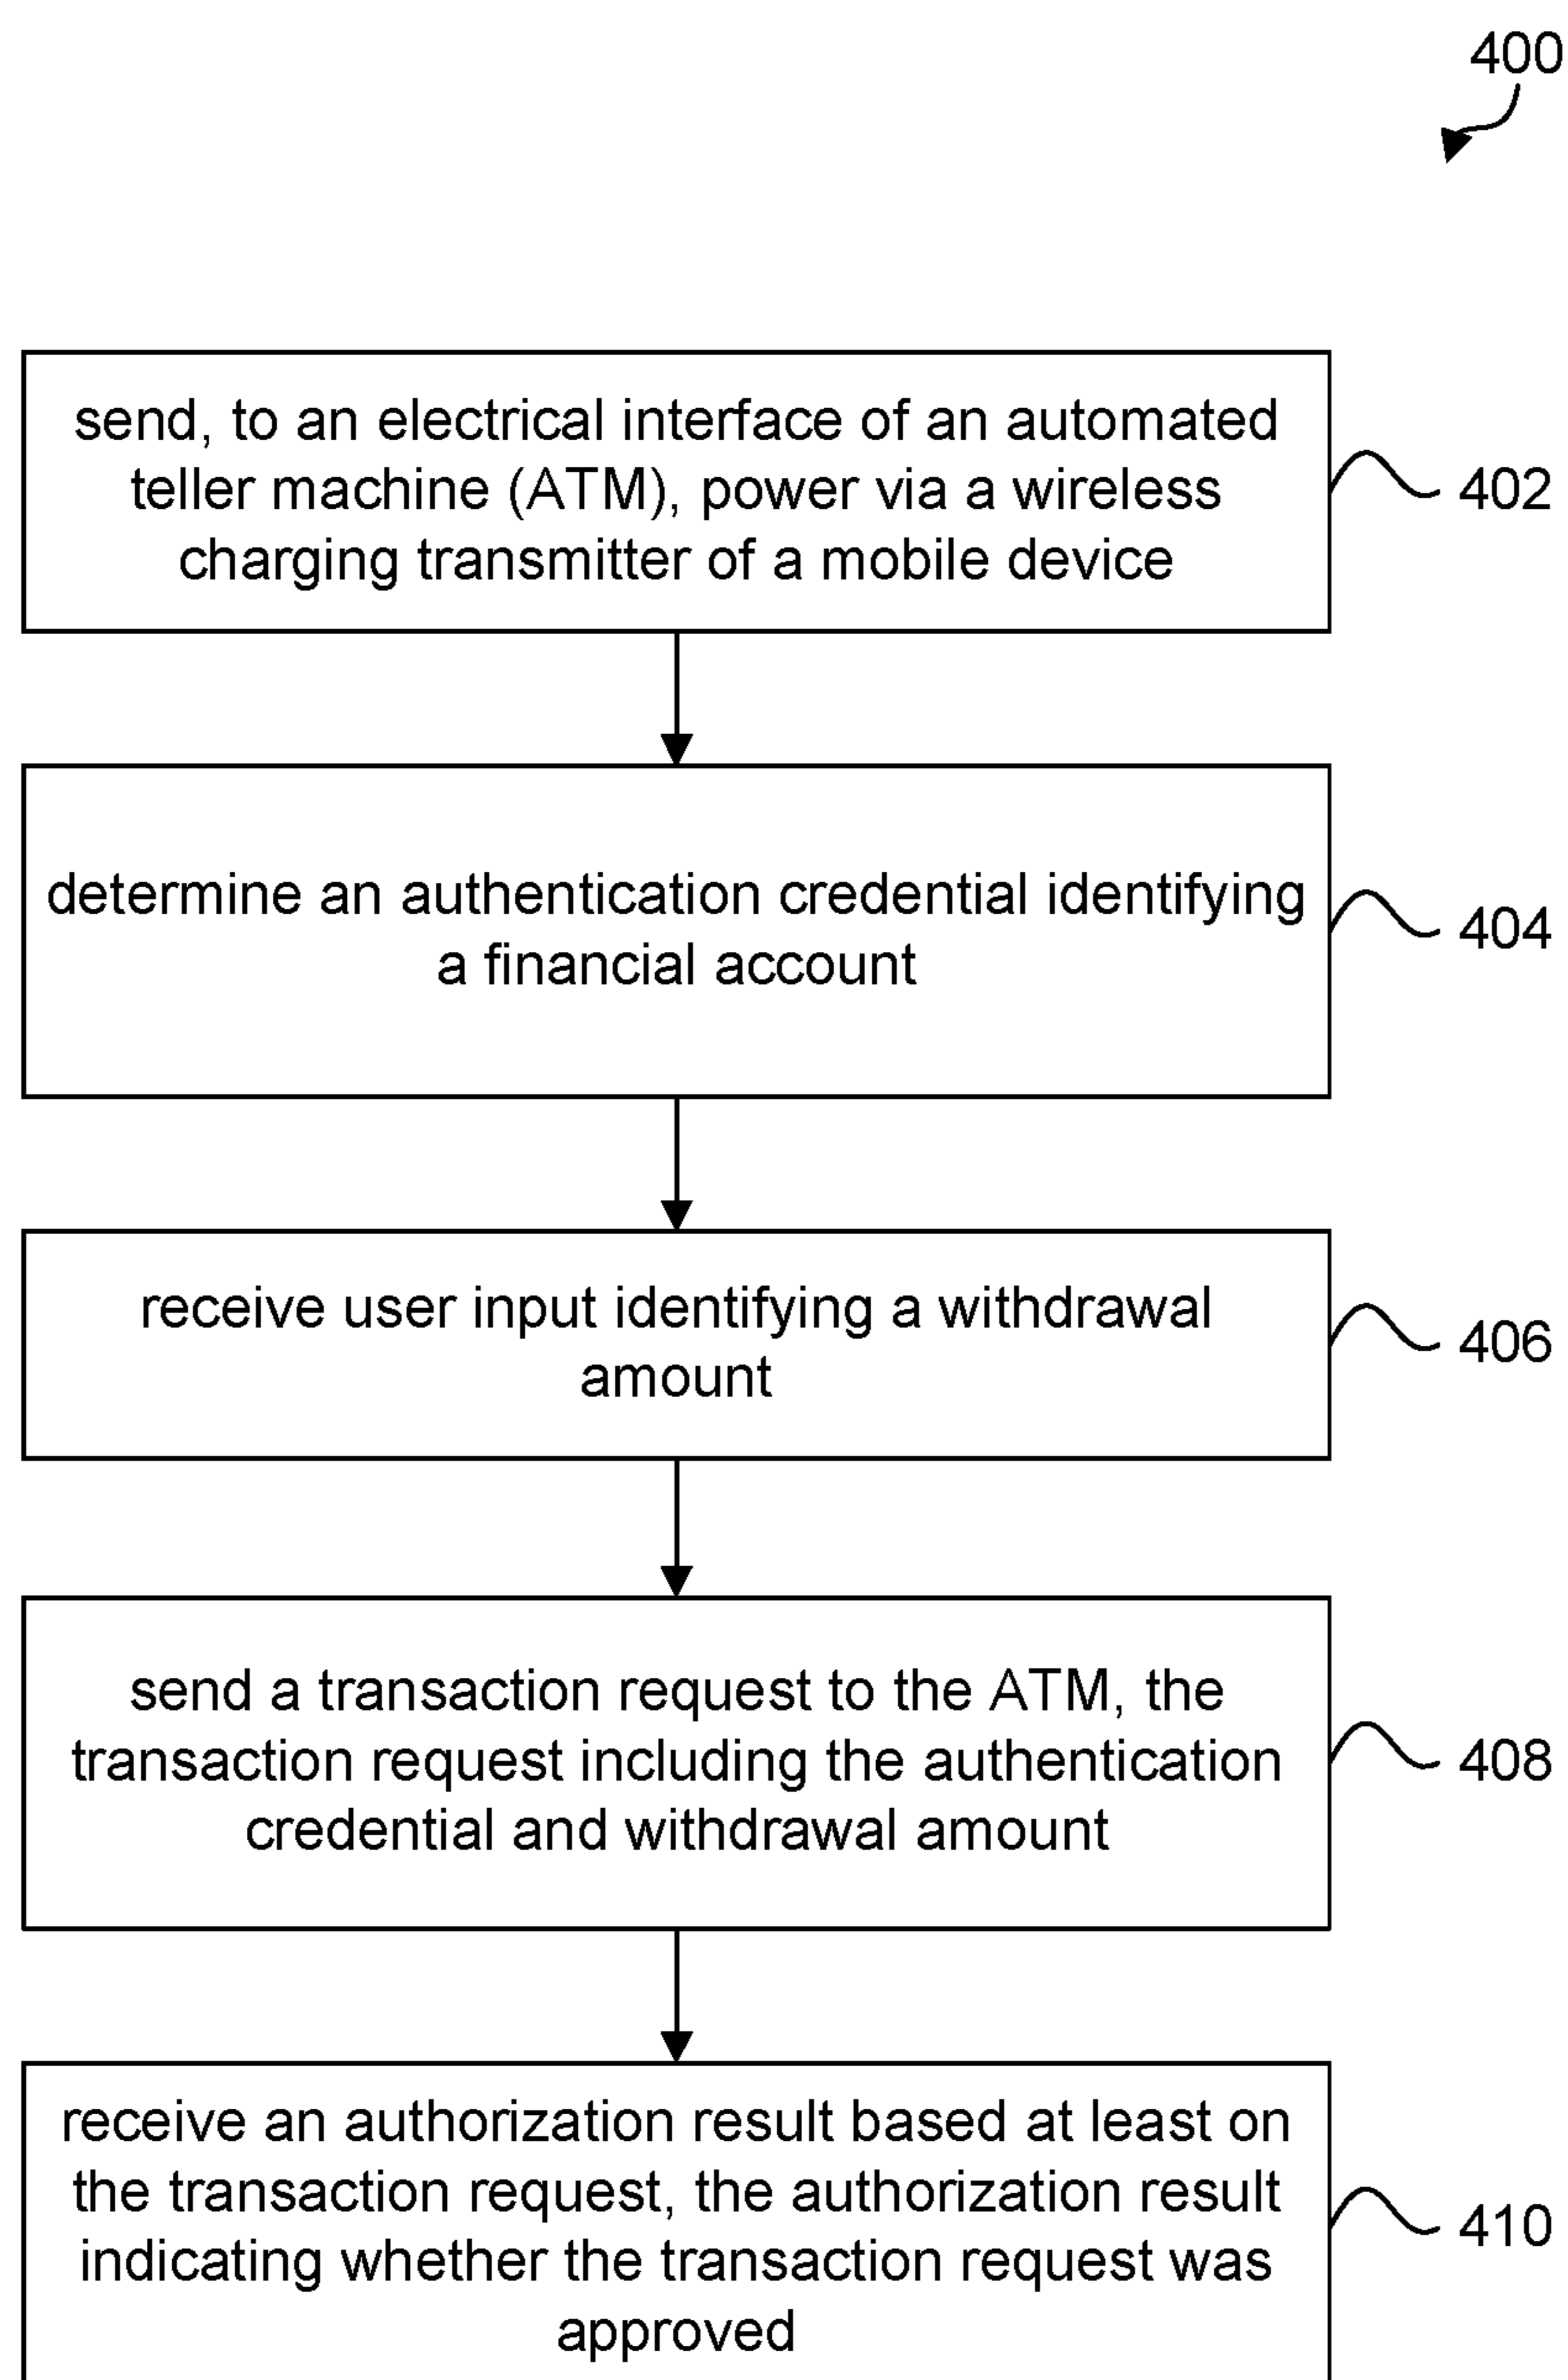 400
send, to an electrical interface of an automated
teller machine (ATM), power via a wireless
charging transmitter of a mobile device
402
determine an authentication credential identifying
a financial account
404
receive user input identifying a withdrawal
amount
406
send a transaction request to the ATM, the
transaction request including the authentication
credential and withdrawal amount
408
receive an authorization result based at least on
the transaction request, the authorization result
indicating whether the transaction request was
approved
410